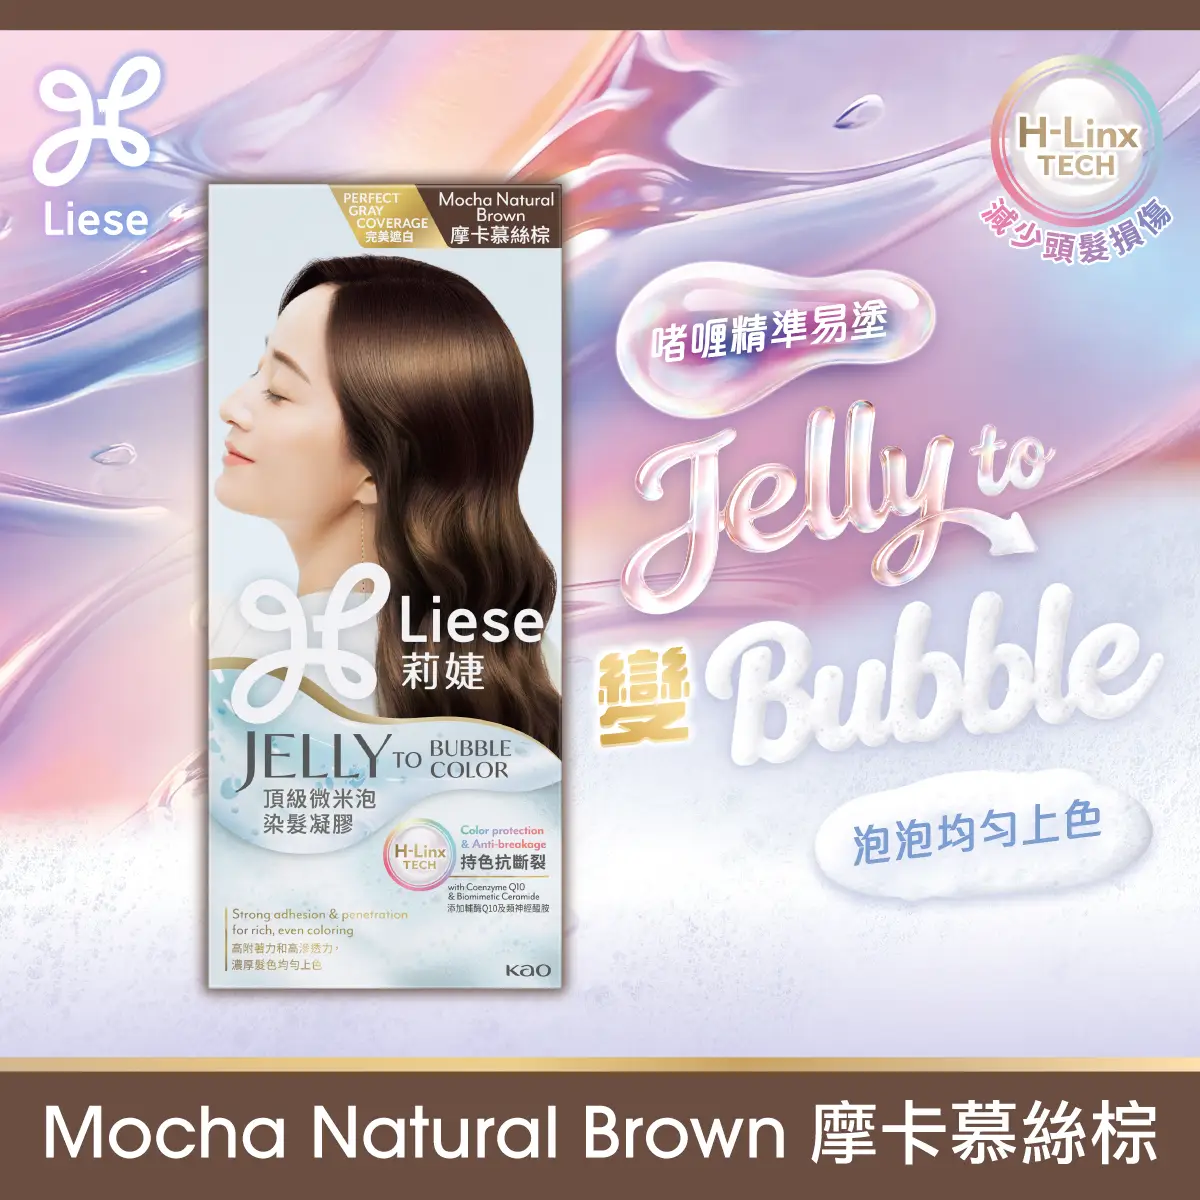 Liese
H-Linx
TECH
減少頭髮損傷
PERFECT
GRAY
COVERAGE
完美遮白
Mocha Natural
Brown
摩卡慕絲棕
啫喱精準易塗
Jelly to
變Bubble
泡泡均勻上色
Liese
莉婕
JELLY TO BUBBLE
COLOR
頂級微米泡
染髮凝膠
H-Linx
TECH
Color protection
& Anti-breakage
持色抗斷裂
with Coenzyme Q10
& Biomimetic Ceramide
添加輔酶Q10及類神經醯胺
Strong adhesion & penetration
for rich, even coloring
高附著力和高滲透力，
濃厚髮色均勻上色
Kao
Mocha Natural Brown 摩卡慕絲棕